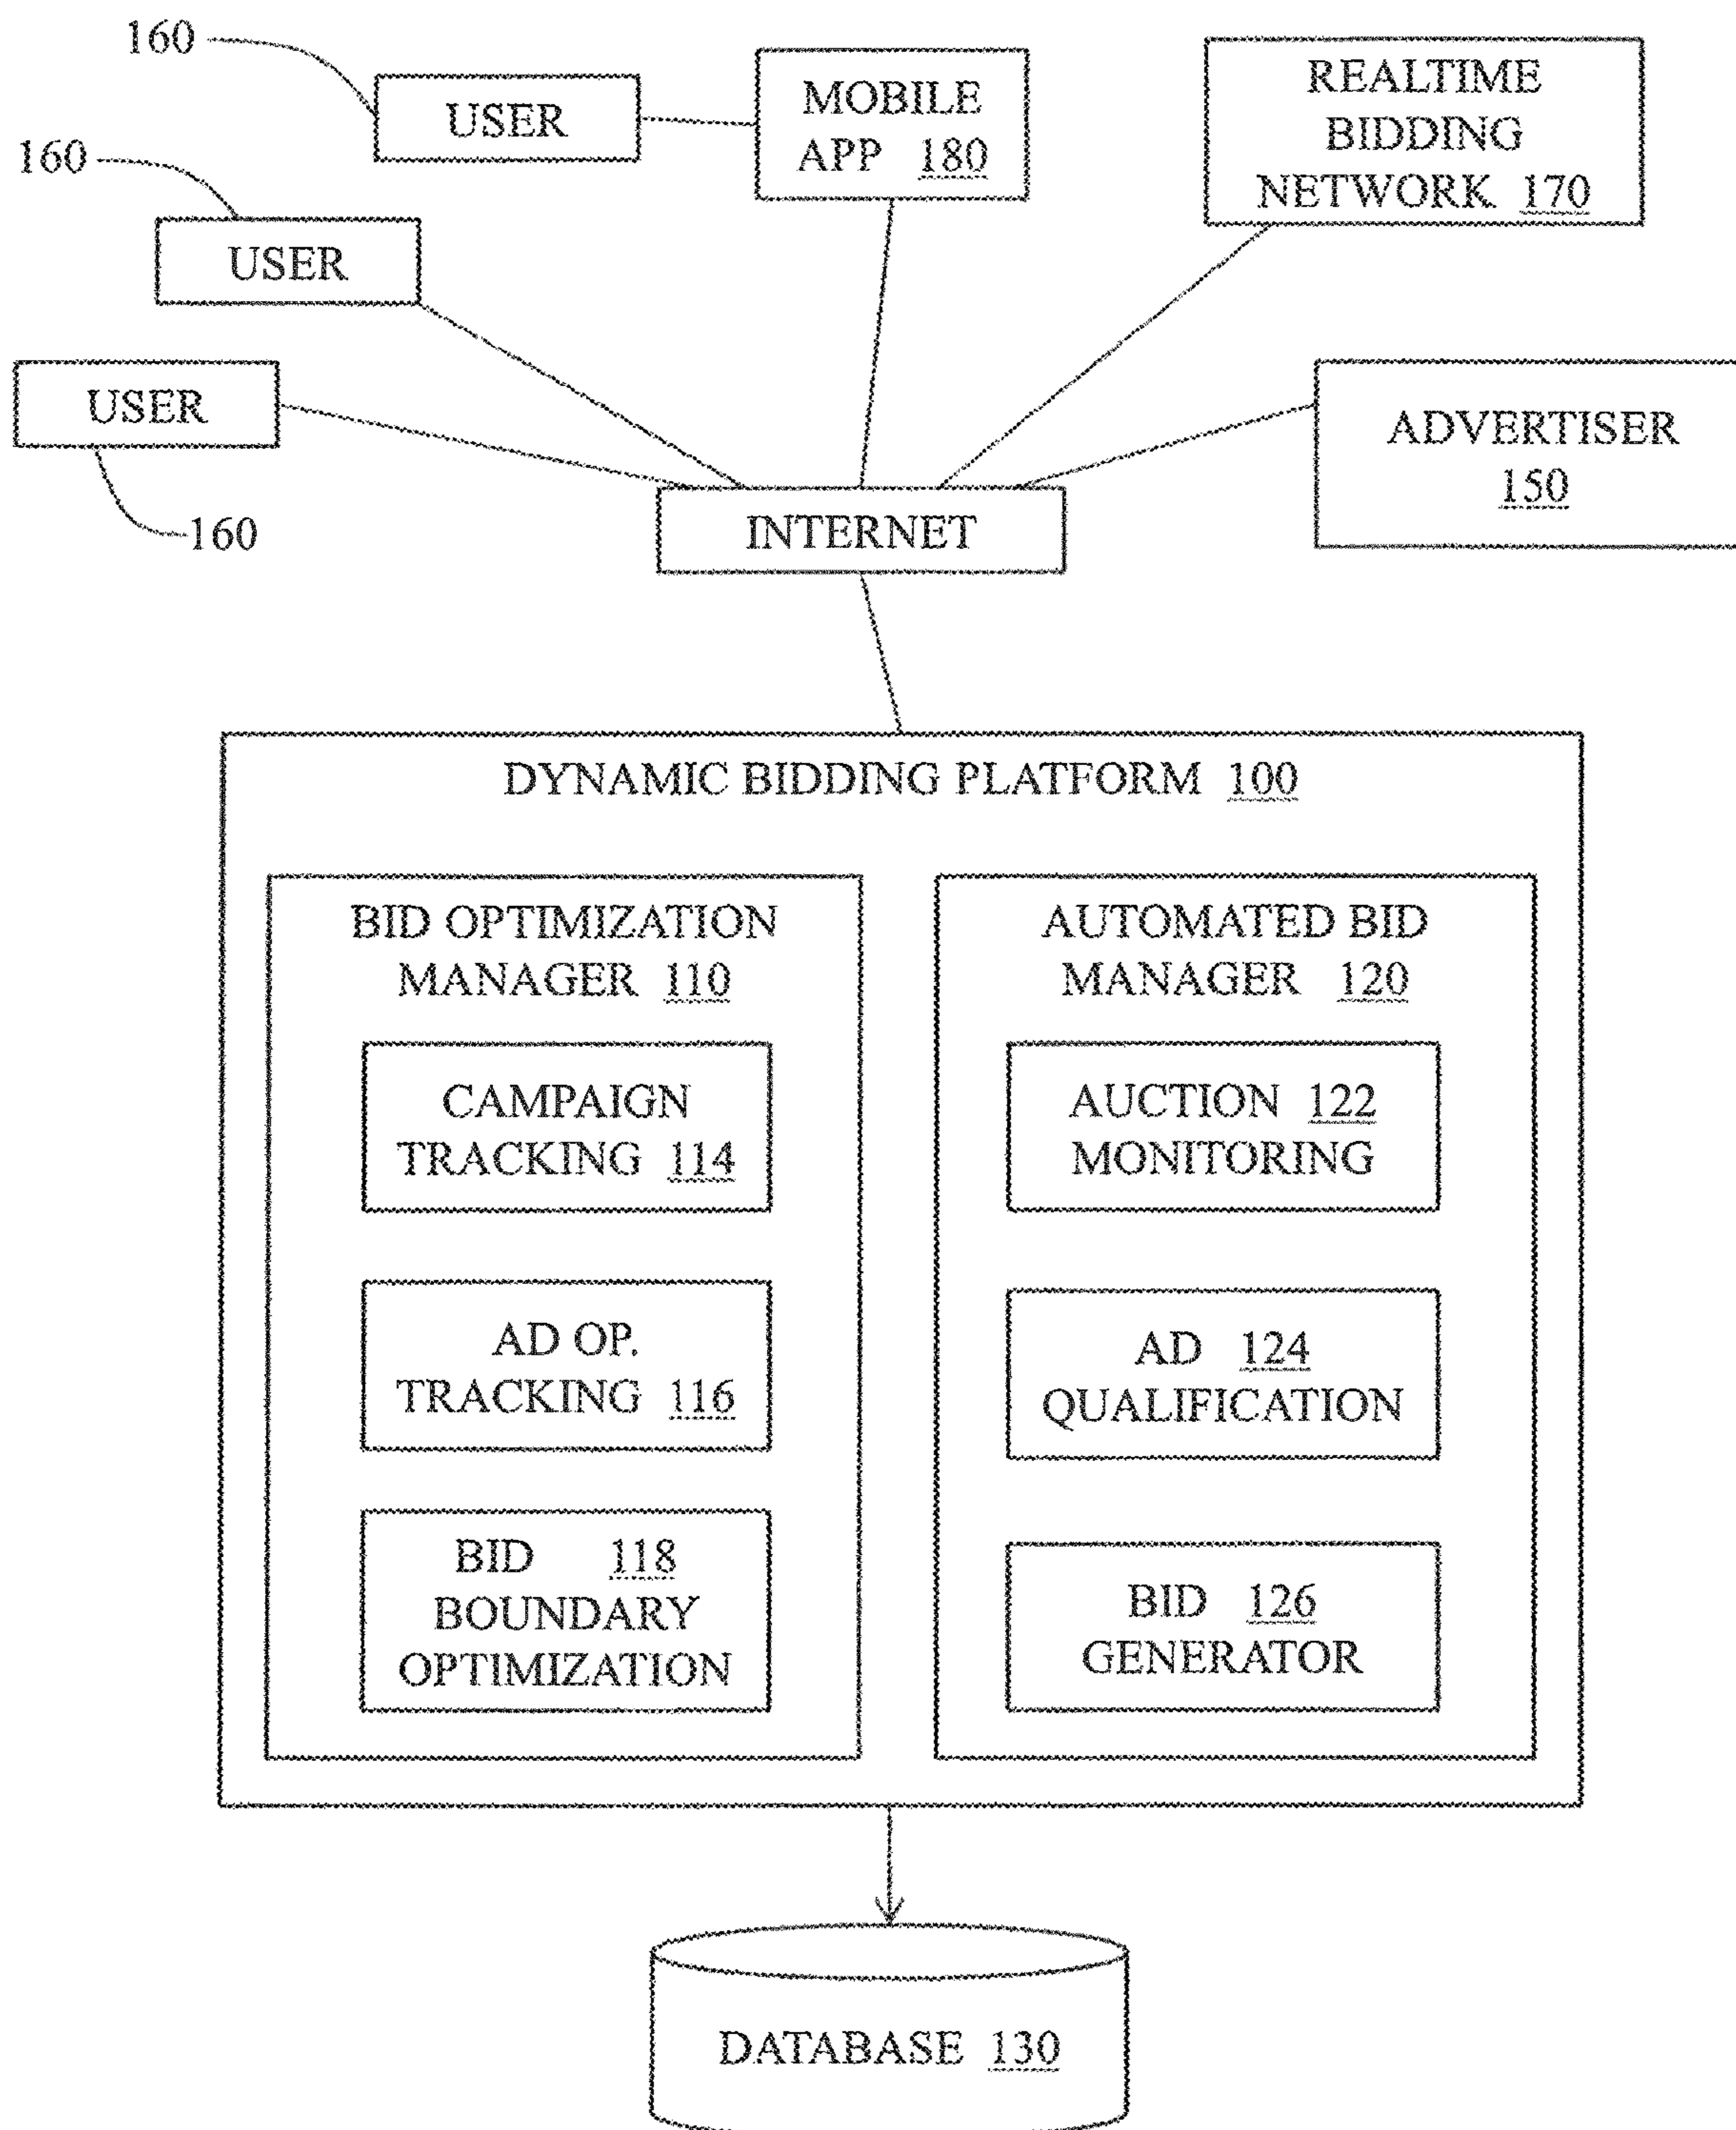 160
USER
MOBILE
APP 180
REALTIME
BIDDING
NETWORK 170
160
USER
USER
160
ADVERTISER
150
INTERNET
DYNAMIC BIDDING PLATFORM 100
BID OPTIMIZATION
MANAGER 110
CAMPAIGN
TRACKING 114
AD OP.
TRACKING 116
BID 118
BOUNDARY
OPTIMIZATION
AUTOMATED BID
MANAGER 120
AUCTION 122
MONITORING
AD 124
QUALIFICATION
BID 126
GENERATOR
DATABASE 130